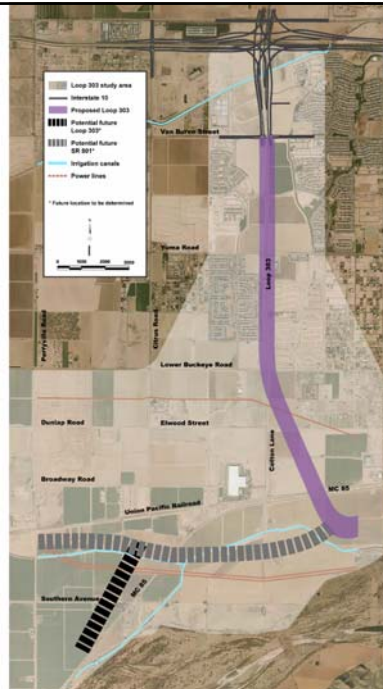 Loop 303 study area
Interstate 10
Proposed Loop 303
Potential future
Loop 303*
Potential future
SR 801*
Irrigation canals
Power lines
* Future location to be determined
Van Buren Street
Yuma Road
Loop 303
Perryville Road
Citrus Road
Lower Buckeye Road
Dunlap Road
Elwood Street
Cotton Lane
Broadway Road
MC 85
Union Pacific Railroad
Southern Avenue
MC 85